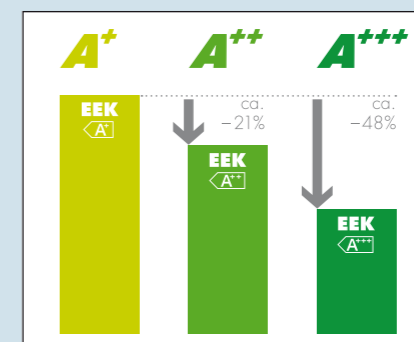 A+ A++ A+++
EEK
A+
ca.
–21%
EEK
A++
ca.
–48%
EEK
A+++